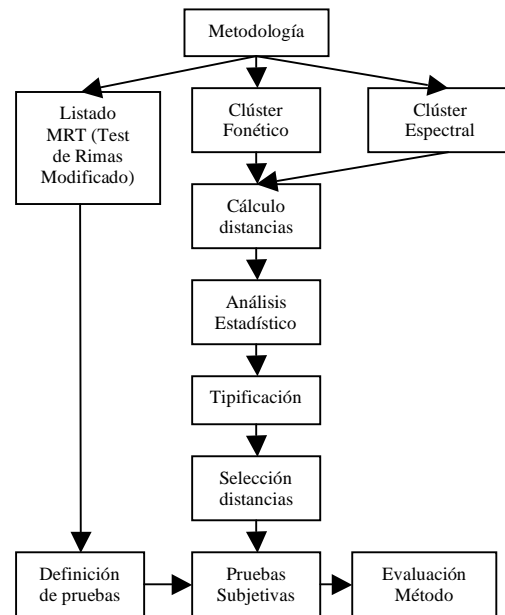 Metodología
Listado
MRT (Test
de Rimas
Modificado)
Clúster
Fonético
Clúster
Espectral
Cálculo
distancias
Análisis
Estadístico
Tipificación
Selección
distancias
Definición
de pruebas
Pruebas
Subjetivas
Evaluación
Método